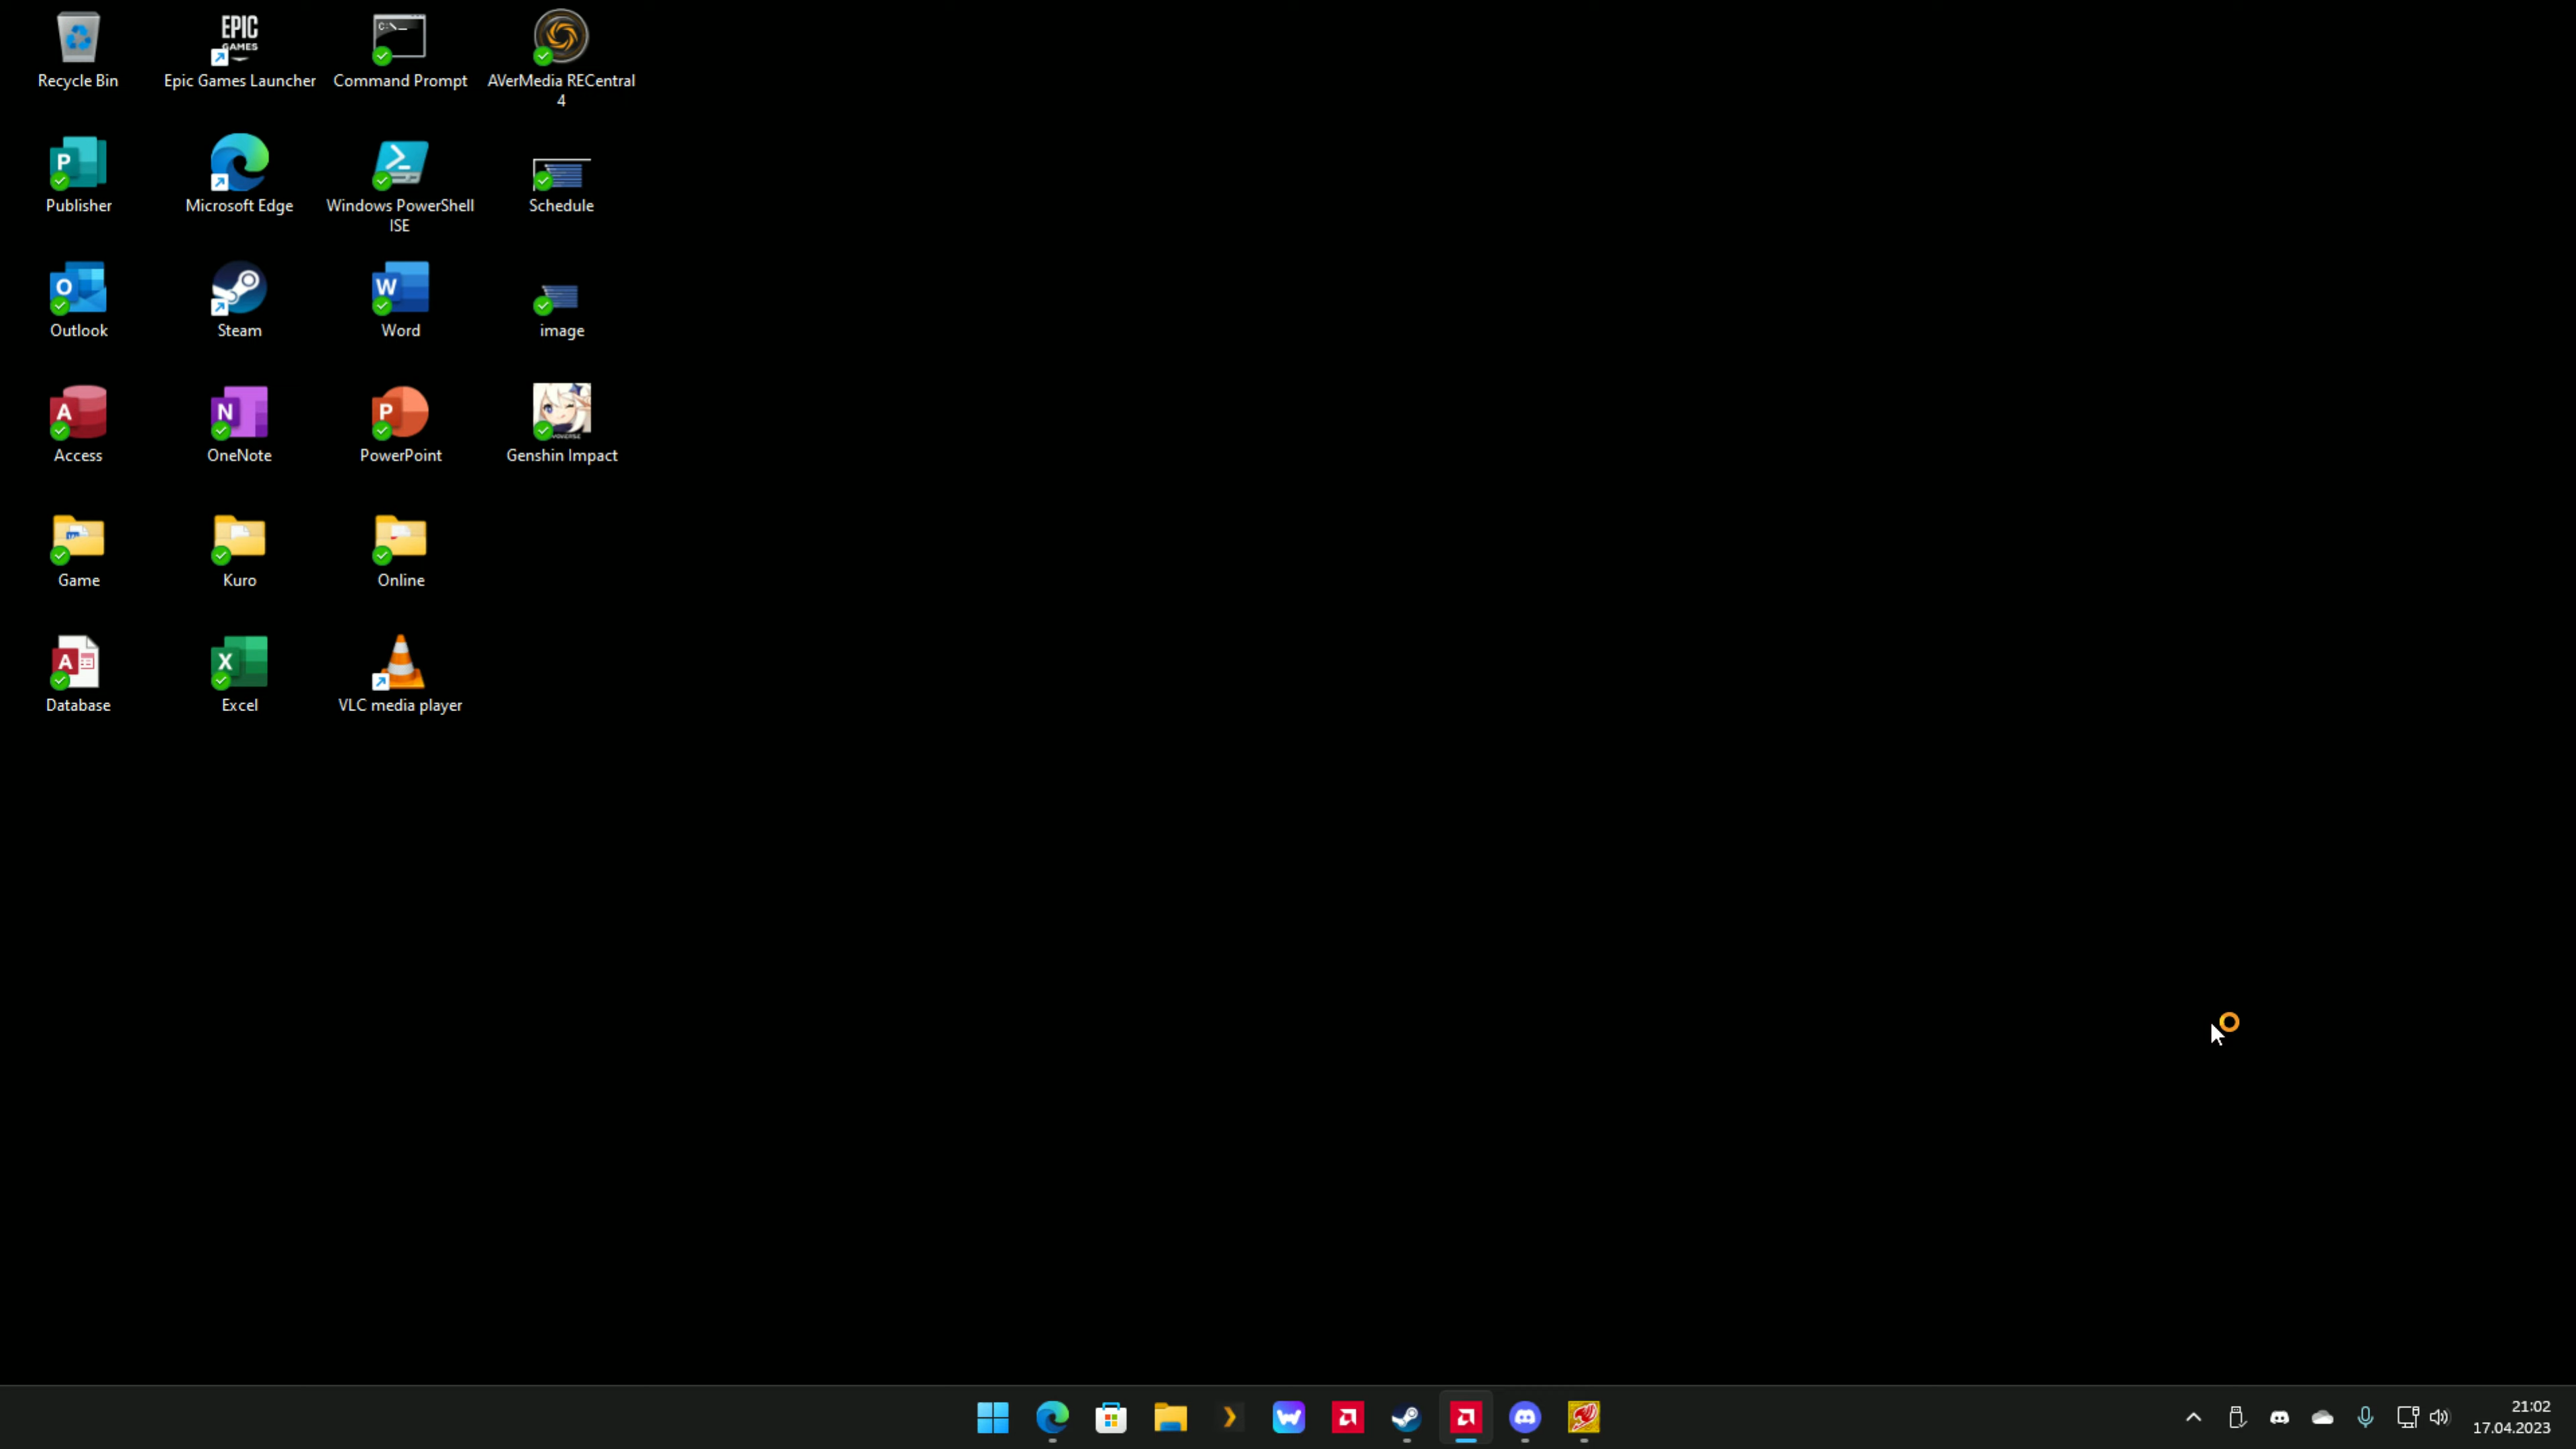 EPIC
GAMES
C:\
Recycle Bin
Epic Games Launcher
Command Prompt
AVerMedia RECentral
4
P
Publisher
Microsoft Edge
Windows PowerShell
ISE
Schedule
O
Outlook
Steam
W
Word
image
A
Access
N
OneNote
P
PowerPoint
Genshin Impact
Game
Kuro
Online
A
Database
X
Excel
VLC media player
21:02
17.04.2023